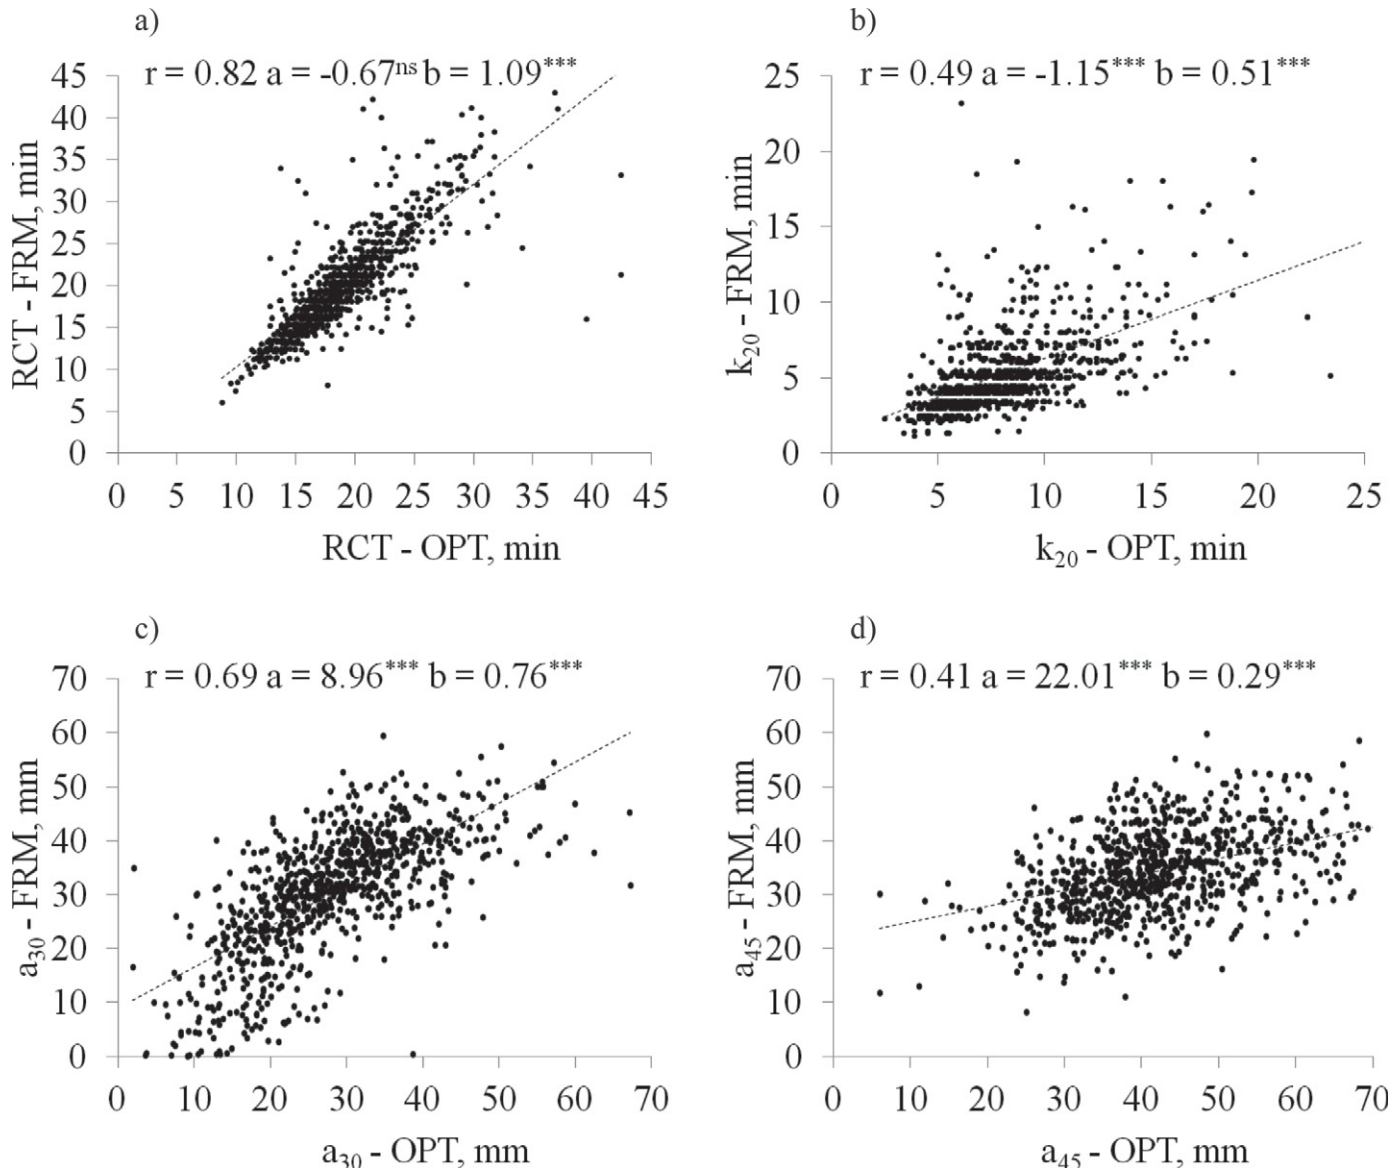 a)
r = 0.82 a = -0.67ns b = 1.09***
RCT - FRM, min
45
40
35
30
25
20
15
10
5
0
0 5 10 15 20 25 30 35 40 45
RCT - OPT, min
b)
r = 0.49 a = -1.15*** b = 0.51***
k20 - FRM, min
25
20
15
10
5
0
0 5 10 15 20 25
k20 - OPT, min
c)
r = 0.69 a = 8.96*** b = 0.76***
a30 - FRM, mm
70
60
50
40
30
20
10
0
0 10 20 30 40 50 60 70
a30 - OPT, mm
d)
r = 0.41 a = 22.01*** b = 0.29***
a45 - FRM, mm
70
60
50
40
30
20
10
0
0 10 20 30 40 50 60 70
a45 - OPT, mm